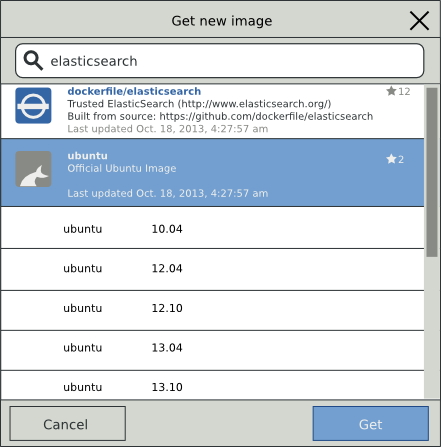 Get new image
elasticsearch
dockerfile/elasticsearch 12
Trusted ElasticSearch (http://www.elasticsearch.org/)
Built from source: https://github.com/dockerfile/elasticsearch
Last updated Oct. 18, 2013, 4:27:57 am
ubuntu 2
Official Ubuntu Image
Last updated Oct. 18, 2013, 4:27:57 am
ubuntu 10.04
ubuntu 12.04
ubuntu 12.10
ubuntu 13.04
ubuntu 13.10
Cancel Get